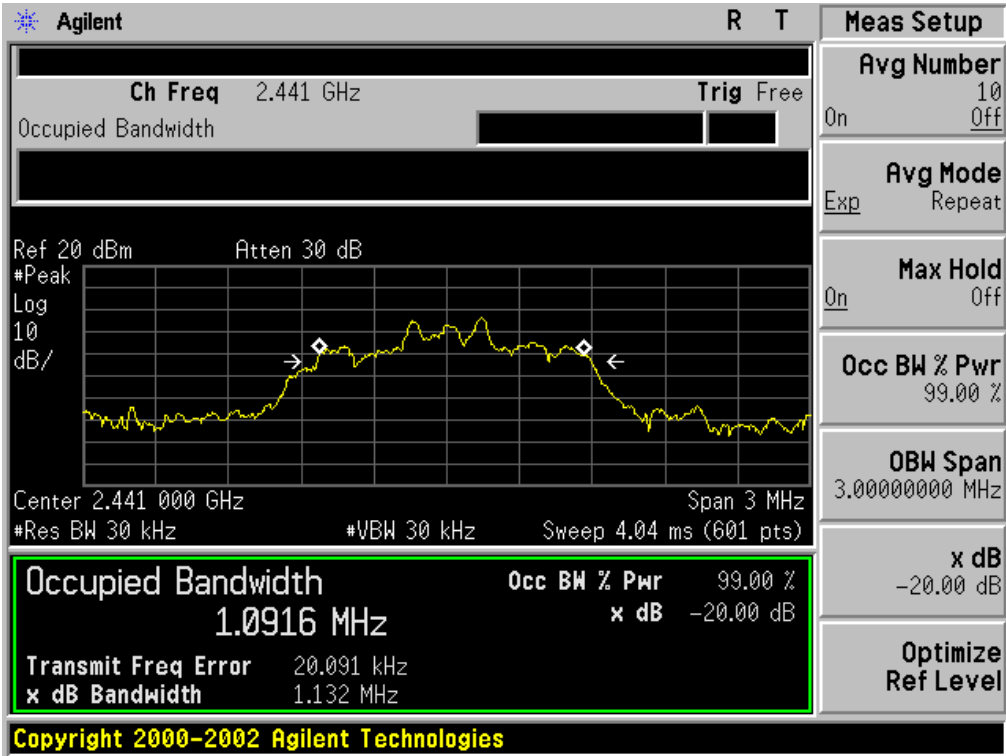 Agilent R T
Ch Freq 2.441 GHz Trig Free
Occupied Bandwidth
Ref 20 dBm Atten 30 dB
#Peak
Log
10
dB/
Center 2.441 000 GHz Span 3 MHz
#Res BW 30 kHz #VBW 30 kHz Sweep 4.04 ms (601 pts)
Occupied Bandwidth
1.0916 MHz
Occ BW % Pwr 99.00 %
x dB -20.00 dB
Transmit Freq Error 20.091 kHz
x dB Bandwidth 1.132 MHz
Copyright 2000-2002 Agilent Technologies
Meas Setup
Avg Number
10
On Off
Avg Mode
Exp Repeat
Max Hold
On Off
Occ BW % Pwr
99.00 %
OBW Span
3.00000000 MHz
x dB
-20.00 dB
Optimize
Ref Level